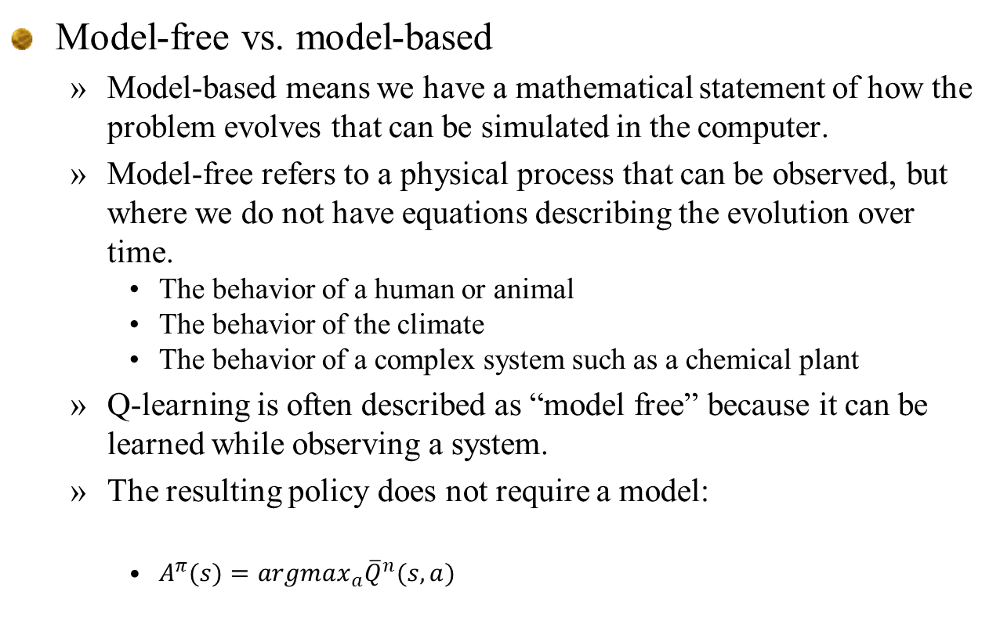 Model-free vs. model-based
» Model-based means we have a mathematical statement of how the
problem evolves that can be simulated in the computer.
» Model-free refers to a physical process that can be observed, but
where we do not have equations describing the evolution over
time.
• The behavior of a human or animal
• The behavior of the climate
• The behavior of a complex system such as a chemical plant
» Q-learning is often described as “model free” because it can be
learned while observing a system.
» The resulting policy does not require a model:
• A^π(s) = argmax_a Q̄^n(s, a)